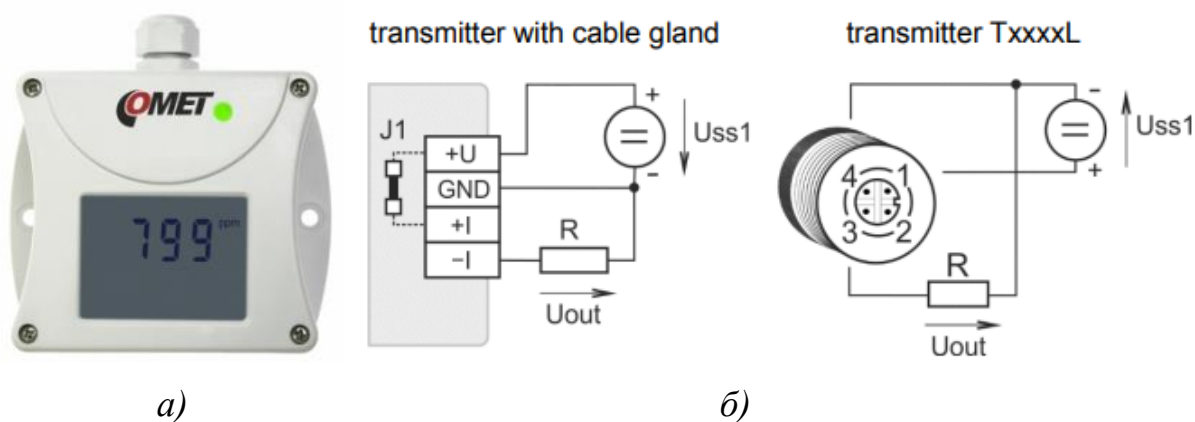 COMET
799 ppm
а)
transmitter with cable gland
J1
+U
GND
+I
−I
+
−
Uss1
R
Uout
transmitter TxxxxL
4
1
3
2
-
+
Uss1
R
Uout
б)